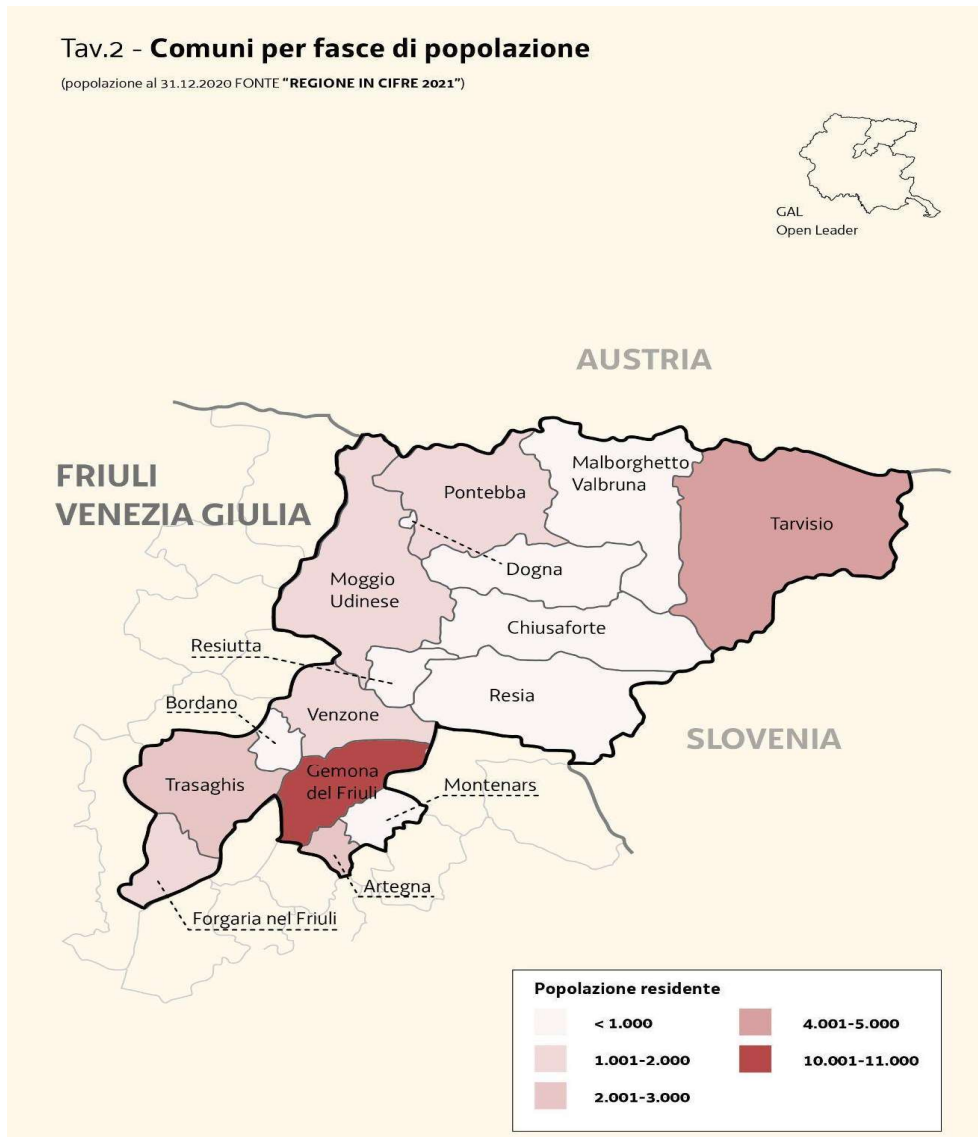 Tav.2 - Comuni per fasce di popolazione
(popolazione al 31.12.2020 FONTE "REGIONE IN CIFRE 2021")
GAL
Open Leader
AUSTRIA
FRIULI
VENEZIA GIULIA
Malborghetto
Valbruna
Pontebba
Tarvisio
Dogna
Moggio
Udinese
Chiusaforte
Resiutta
Resia
Bordano
Venzone
SLOVENIA
Gemona
del Friuli
Trasaghis
Montenars
Artegna
Forgaria nel Friuli
Popolazione residente
< 1.000
1.001-2.000
2.001-3.000
4.001-5.000
10.001-11.000